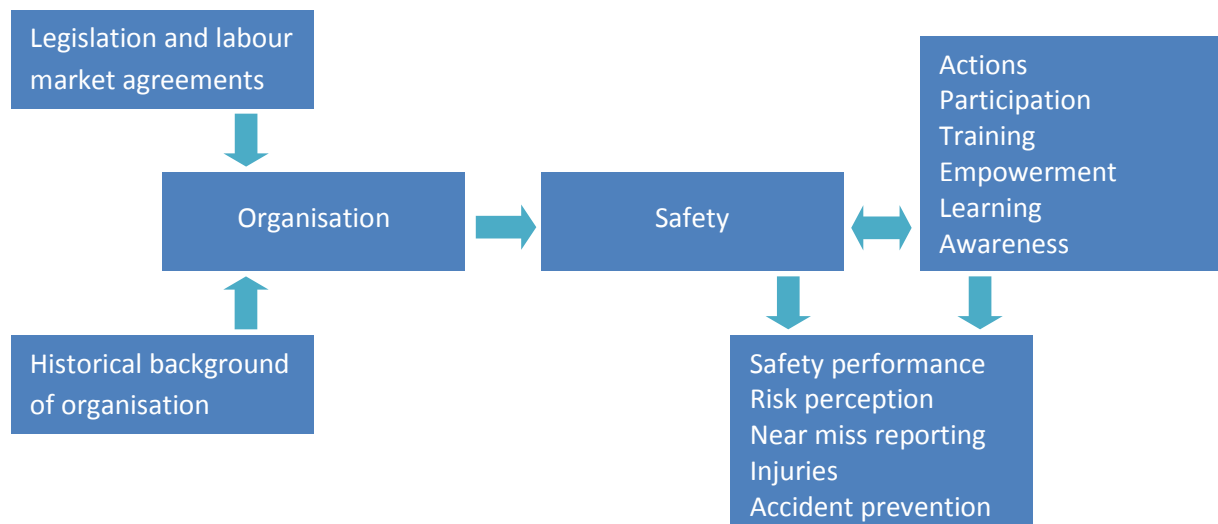 Legislation and labour
market agreements
Organisation
Safety
Actions
Participation
Training
Empowerment
Learning
Awareness
Historical background
of organisation
Safety performance
Risk perception
Near miss reporting
Injuries
Accident prevention